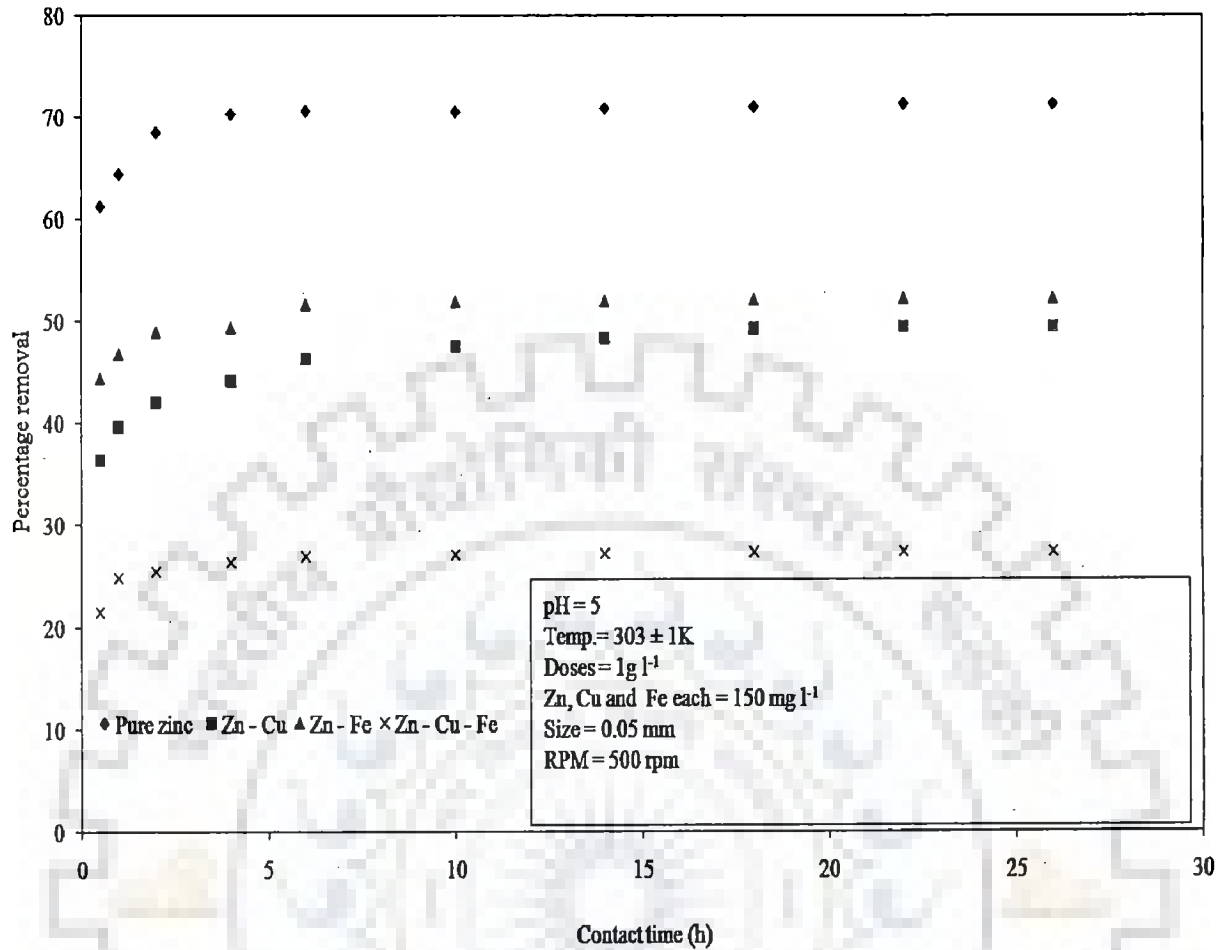 80
70
60
50
40
30
20
10
0
Percentage removal
♦ Pure zinc ■ Zn - Cu ▲ Zn - Fe × Zn - Cu - Fe
pH = 5
Temp.= 303 ± 1K
Doses = 1g l⁻¹
Zn, Cu and Fe each = 150 mg l⁻¹
Size = 0.05 mm
RPM = 500 rpm
0 5 10 15 20 25 30
Contact time (h)